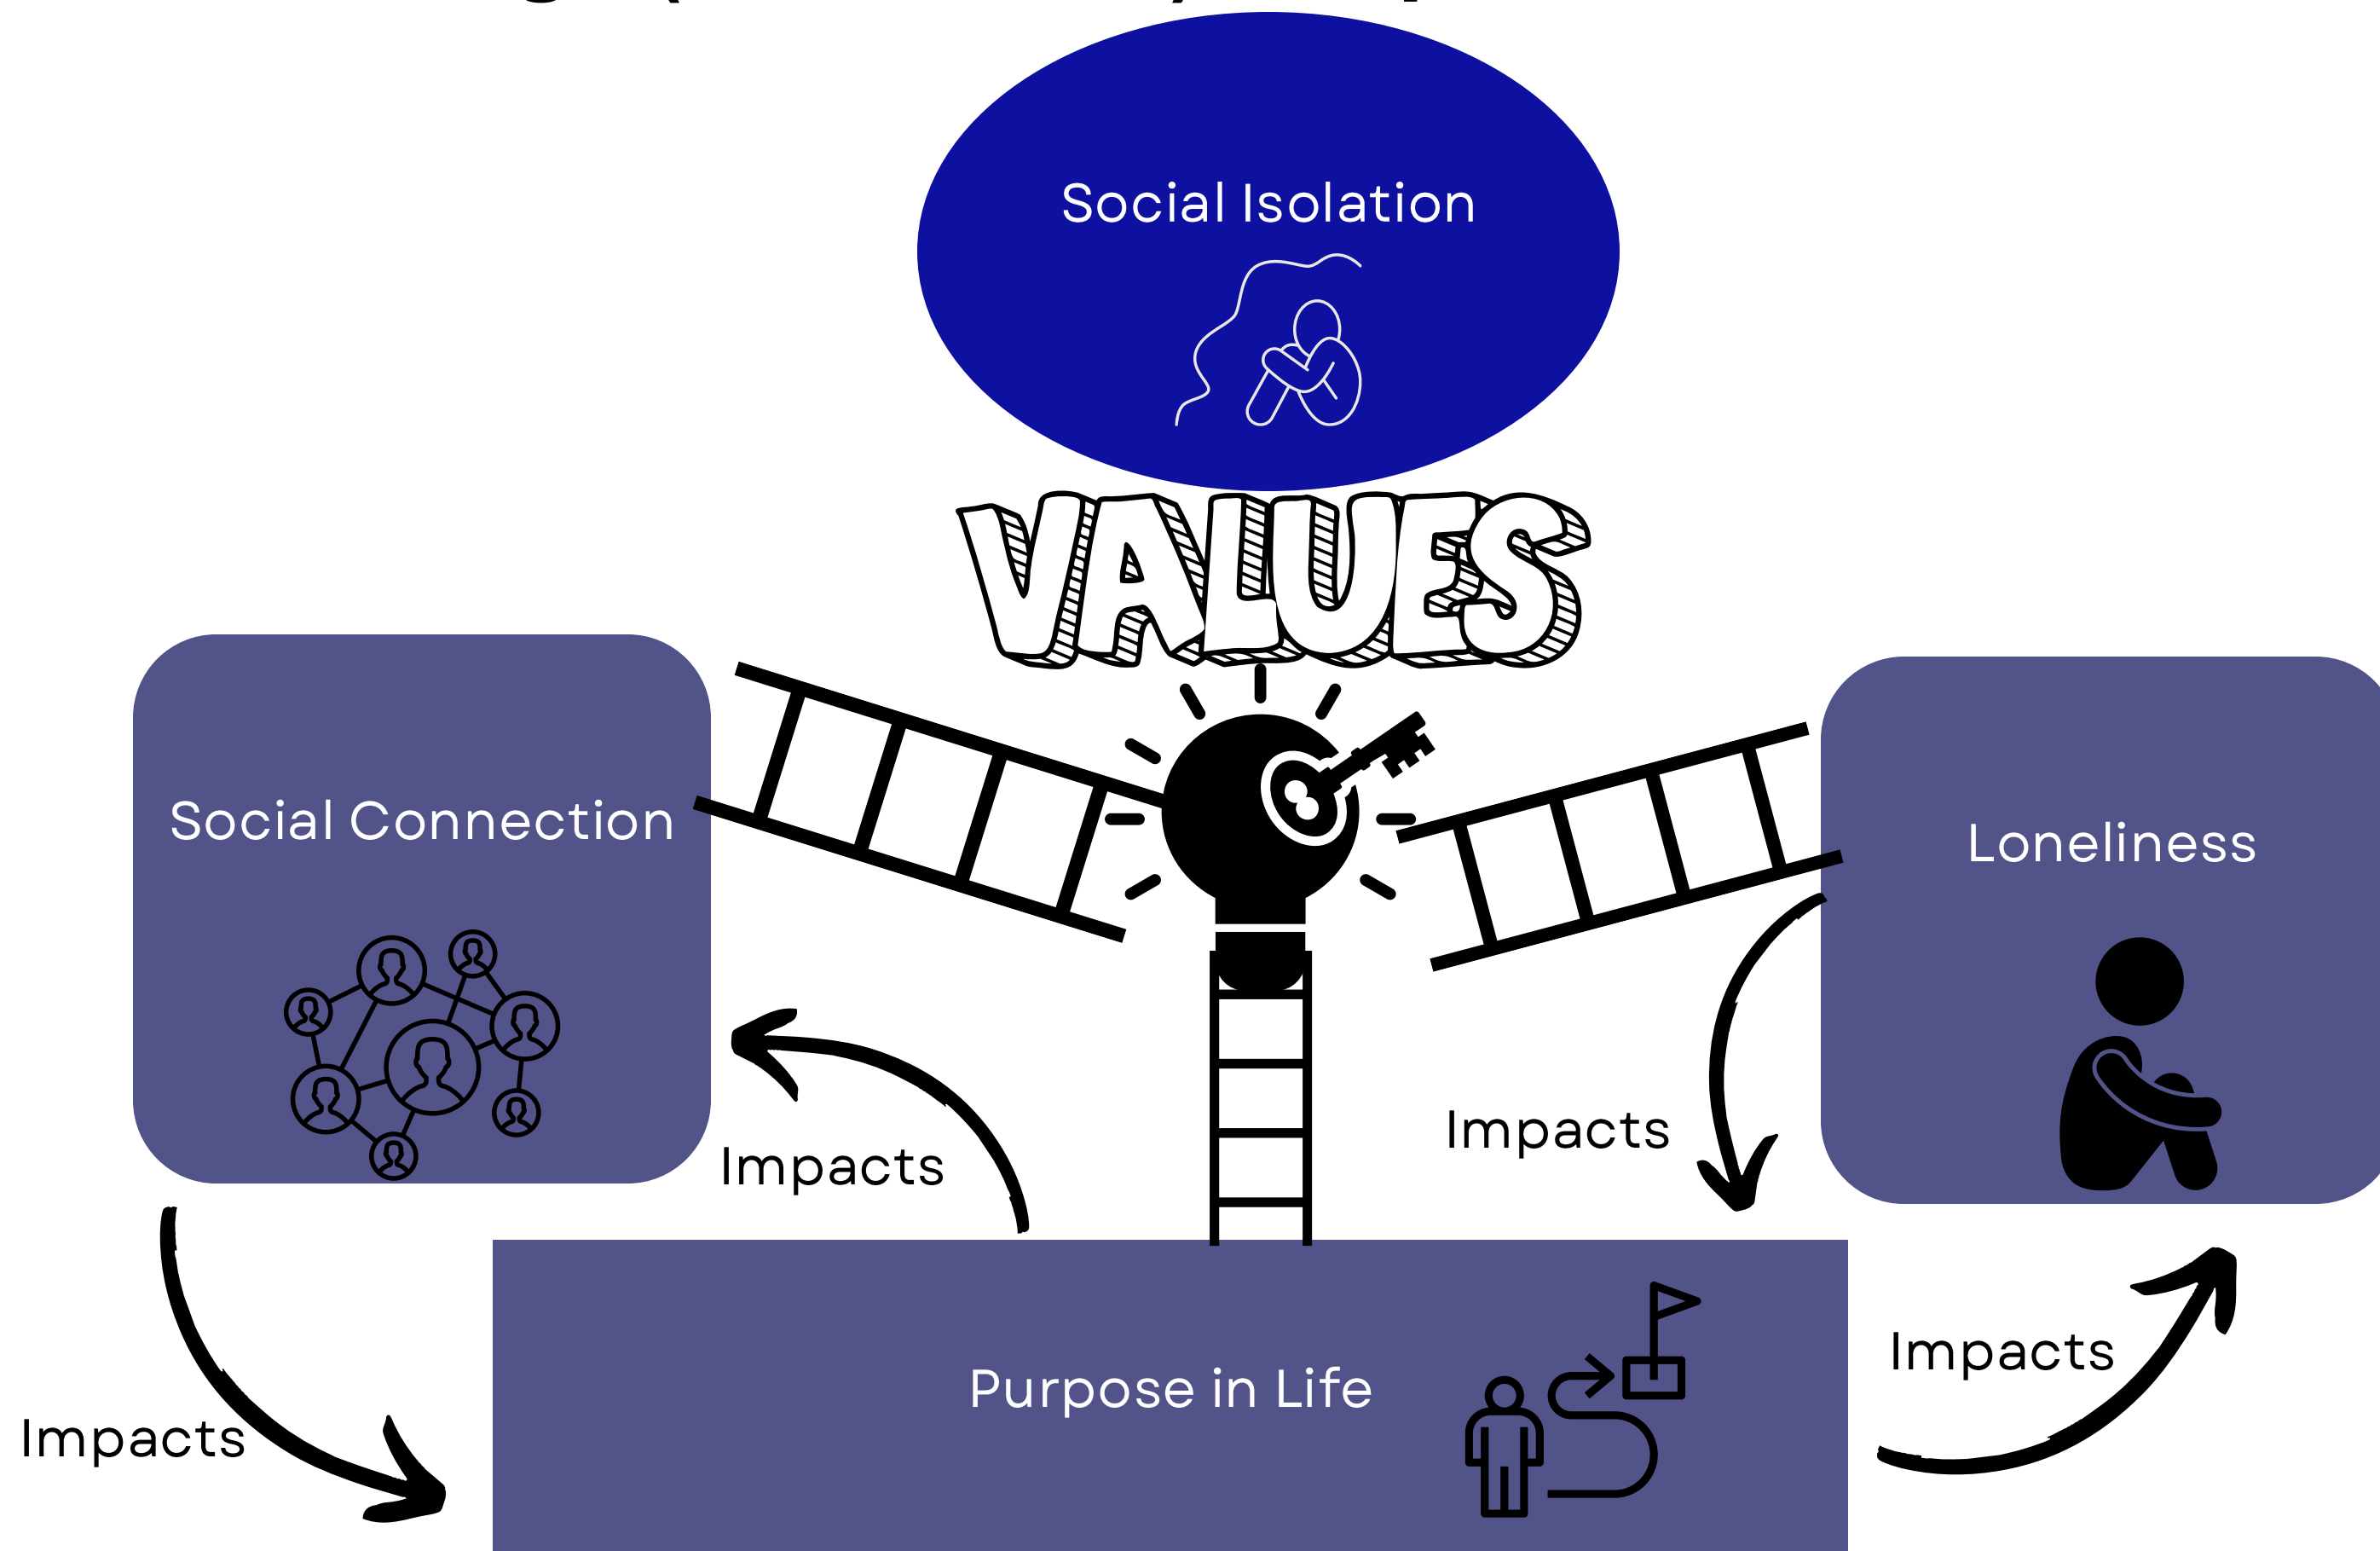 Social Isolation
VALUES
Social Connection
Loneliness
Impacts
Impacts
Purpose in Life
Impacts
Impacts